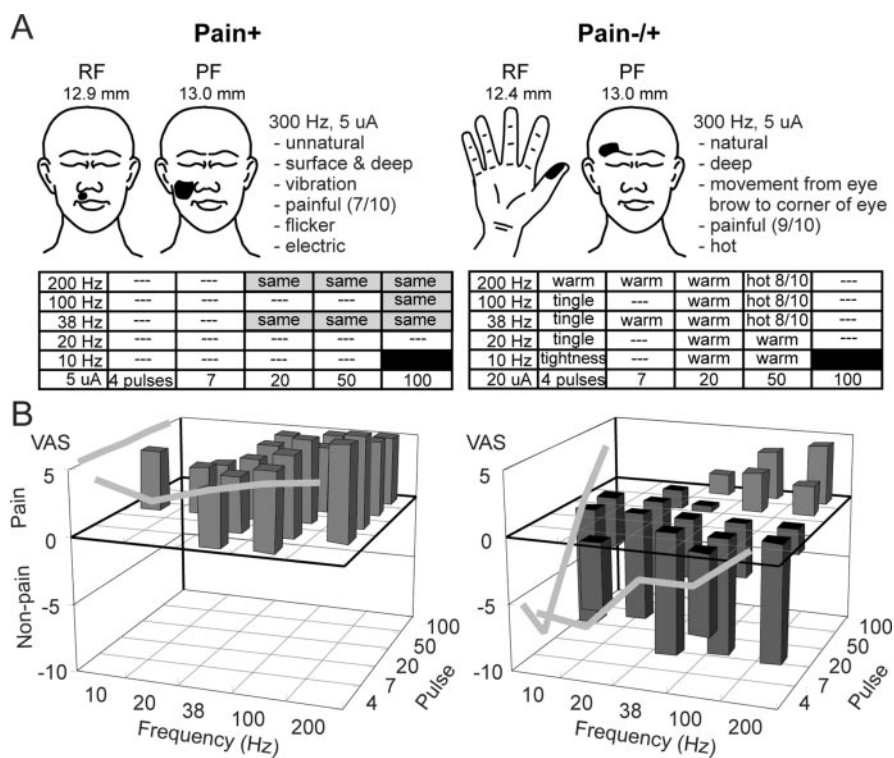 A
Pain+
Pain-/+
RF
12.9 mm
PF
13.0 mm
300 Hz, 5 uA
- unnatural
- surface & deep
- vibration
- painful (7/10)
- flicker
- electric
RF
12.4 mm
PF
13.0 mm
300 Hz, 5 uA
- natural
- deep
- movement from eye
brow to corner of eye
- painful (9/10)
- hot
200 Hz --- --- same same same
100 Hz --- --- --- --- same
38 Hz --- --- same same same
20 Hz --- --- --- --- ---
10 Hz --- --- --- ---
5 uA 4 pulses 7 20 50 100
200 Hz warm warm warm hot 8/10 ---
100 Hz tingle --- warm hot 8/10
38 Hz tingle warm warm hot 8/10
20 Hz tingle --- warm warm ---
10 Hz tightness --- warm warm
20 uA 4 pulses 7 20 50 100
B
VAS
5
0
-5
-10
Pain
Non-pain
10 20 38 100 200
Frequency (Hz)
4 7 20 50 100
Pulse
VAS
5
0
-5
-10
10 20 38 100 200
Frequency (Hz)
4 7 20 50 100
Pulse